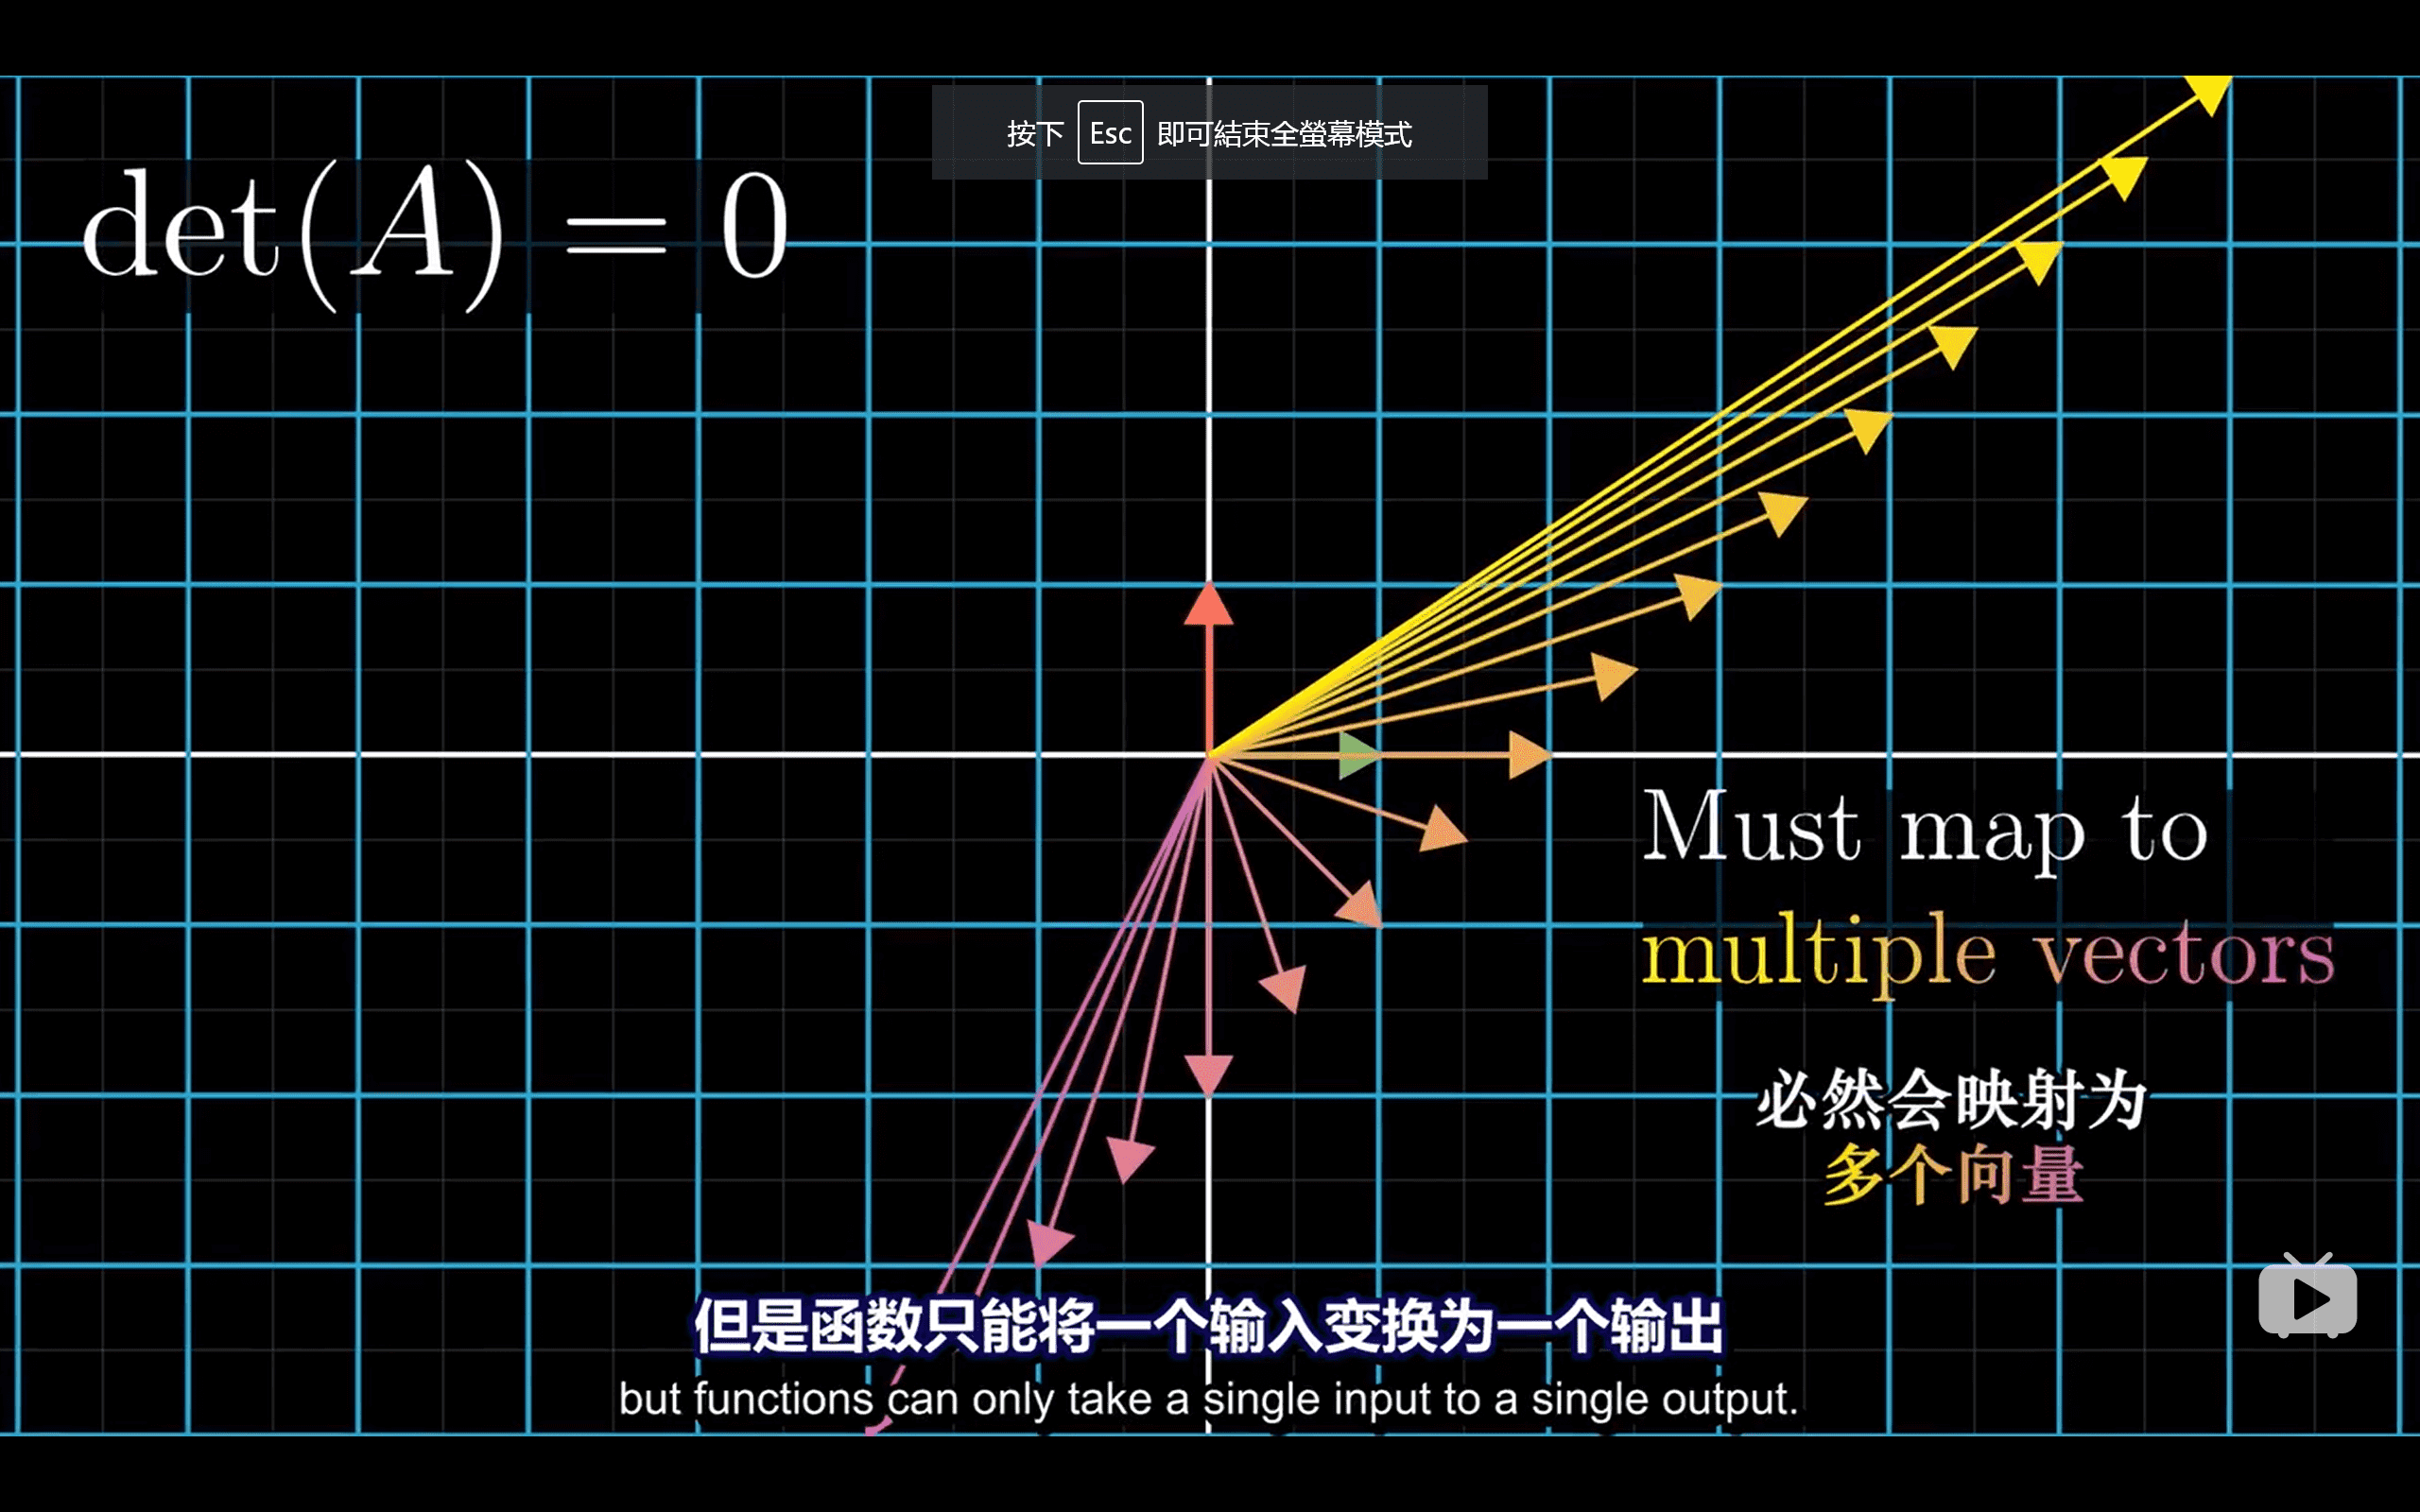 按下 Esc 即可結束全螢幕模式
det(A) = 0
Must map to
multiple vectors
必然会映射为
多个向量
但是函数只能将一个输入变换为一个输出
but functions can only take a single input to a single output.